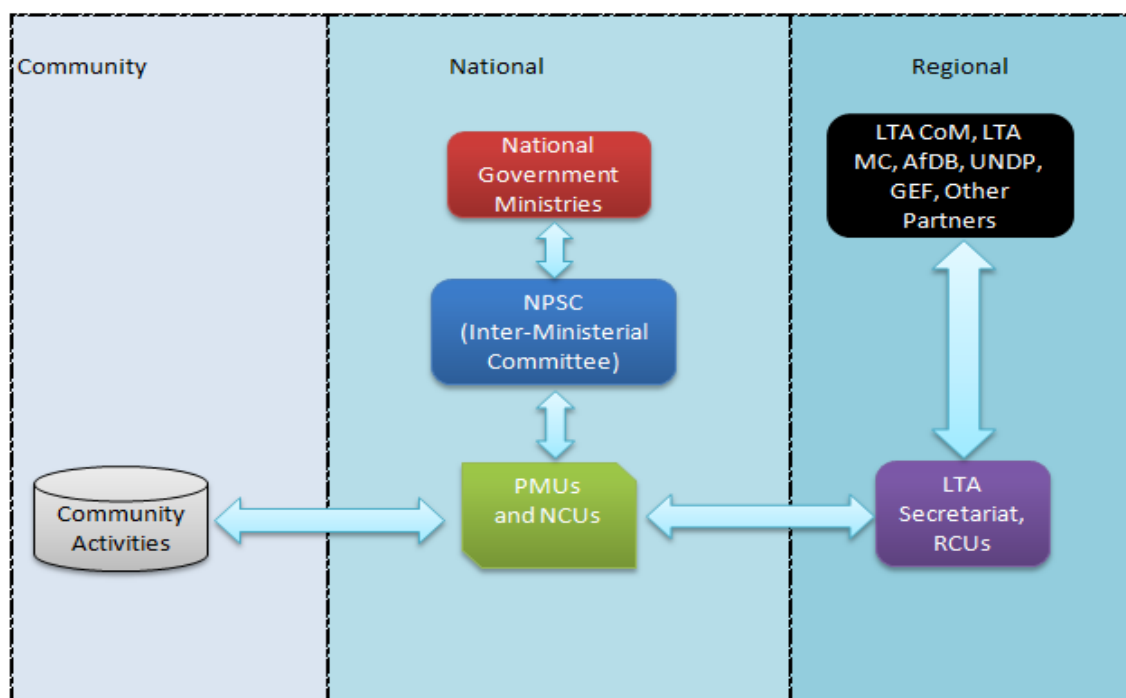 Community
National
Regional
National
Government
Ministries
LTA CoM, LTA
MC, AfDB, UNDP,
GEF, Other
Partners
NPSC
(Inter-Ministerial
Committee)
Community
Activities
PMUs
and NCUs
LTA
Secretariat,
RCUs